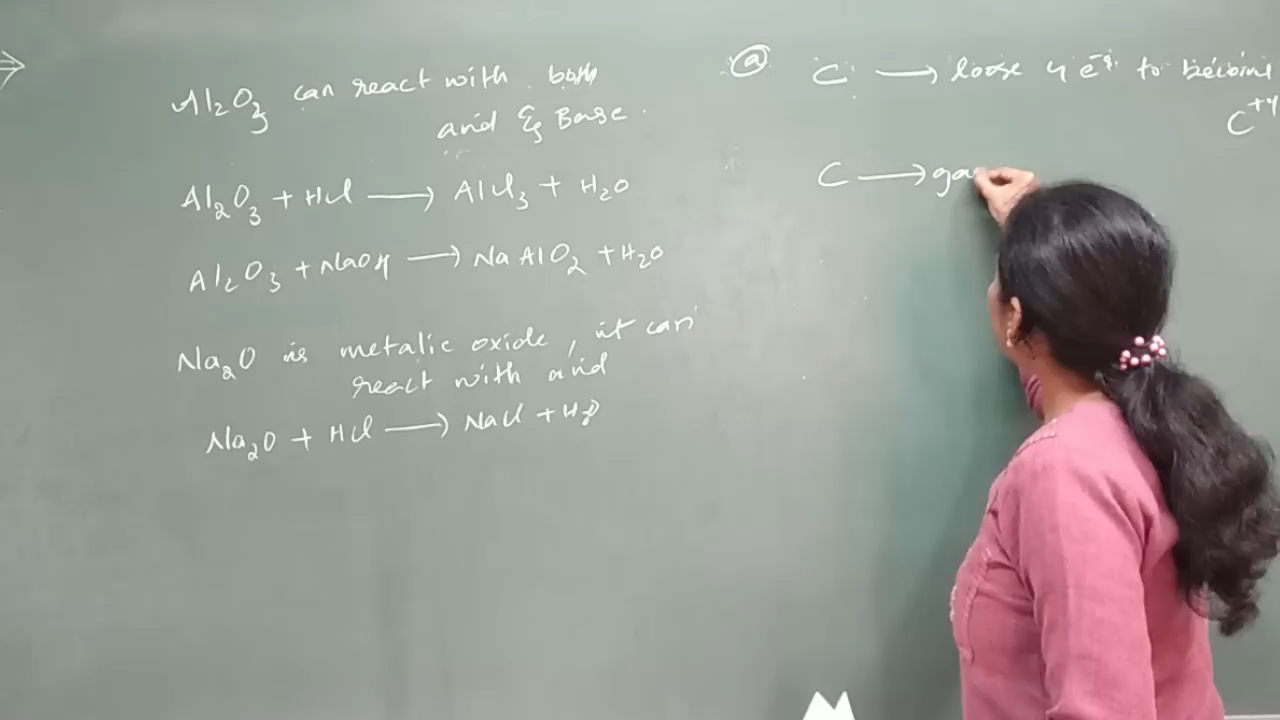 Al₂O₃ can react with both
acid & Base.
Al₂O₃ + HCl ⟶ AlCl₃ + H₂O
Al₂O₃ + NaOH ⟶ NaAlO₂ + H₂O
Na₂O is metalic oxide, it can
react with acid
Na₂O + HCl ⟶ NaCl + H₂O
(a) C ⟶ loose 4 e⁻s to become
C⁺⁴
C ⟶ ga